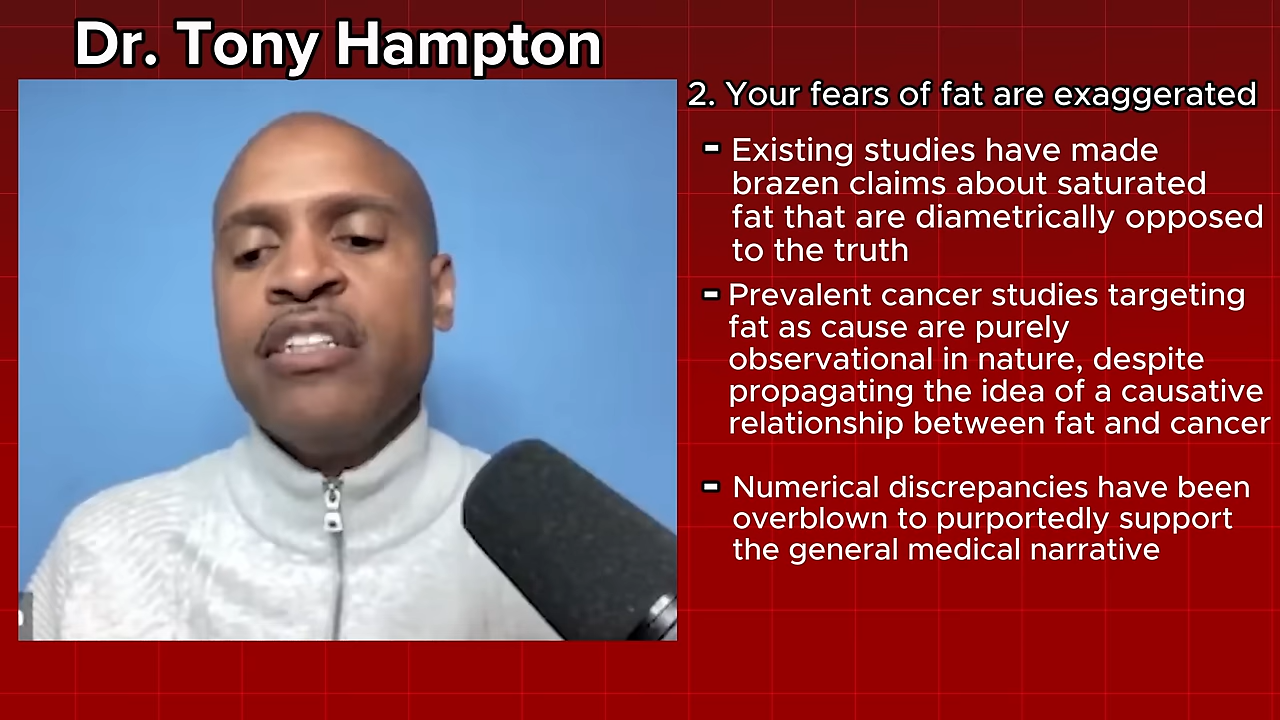 Dr. Tony Hampton
2. Your fears of fat are exaggerated
- Existing studies have made
brazen claims about saturated
fat that are diametrically opposed
to the truth
- Prevalent cancer studies targeting
fat as cause are purely
observational in nature, despite
propagating the idea of a causative
relationship between fat and cancer
- Numerical discrepancies have been
overblown to purportedly support
the general medical narrative